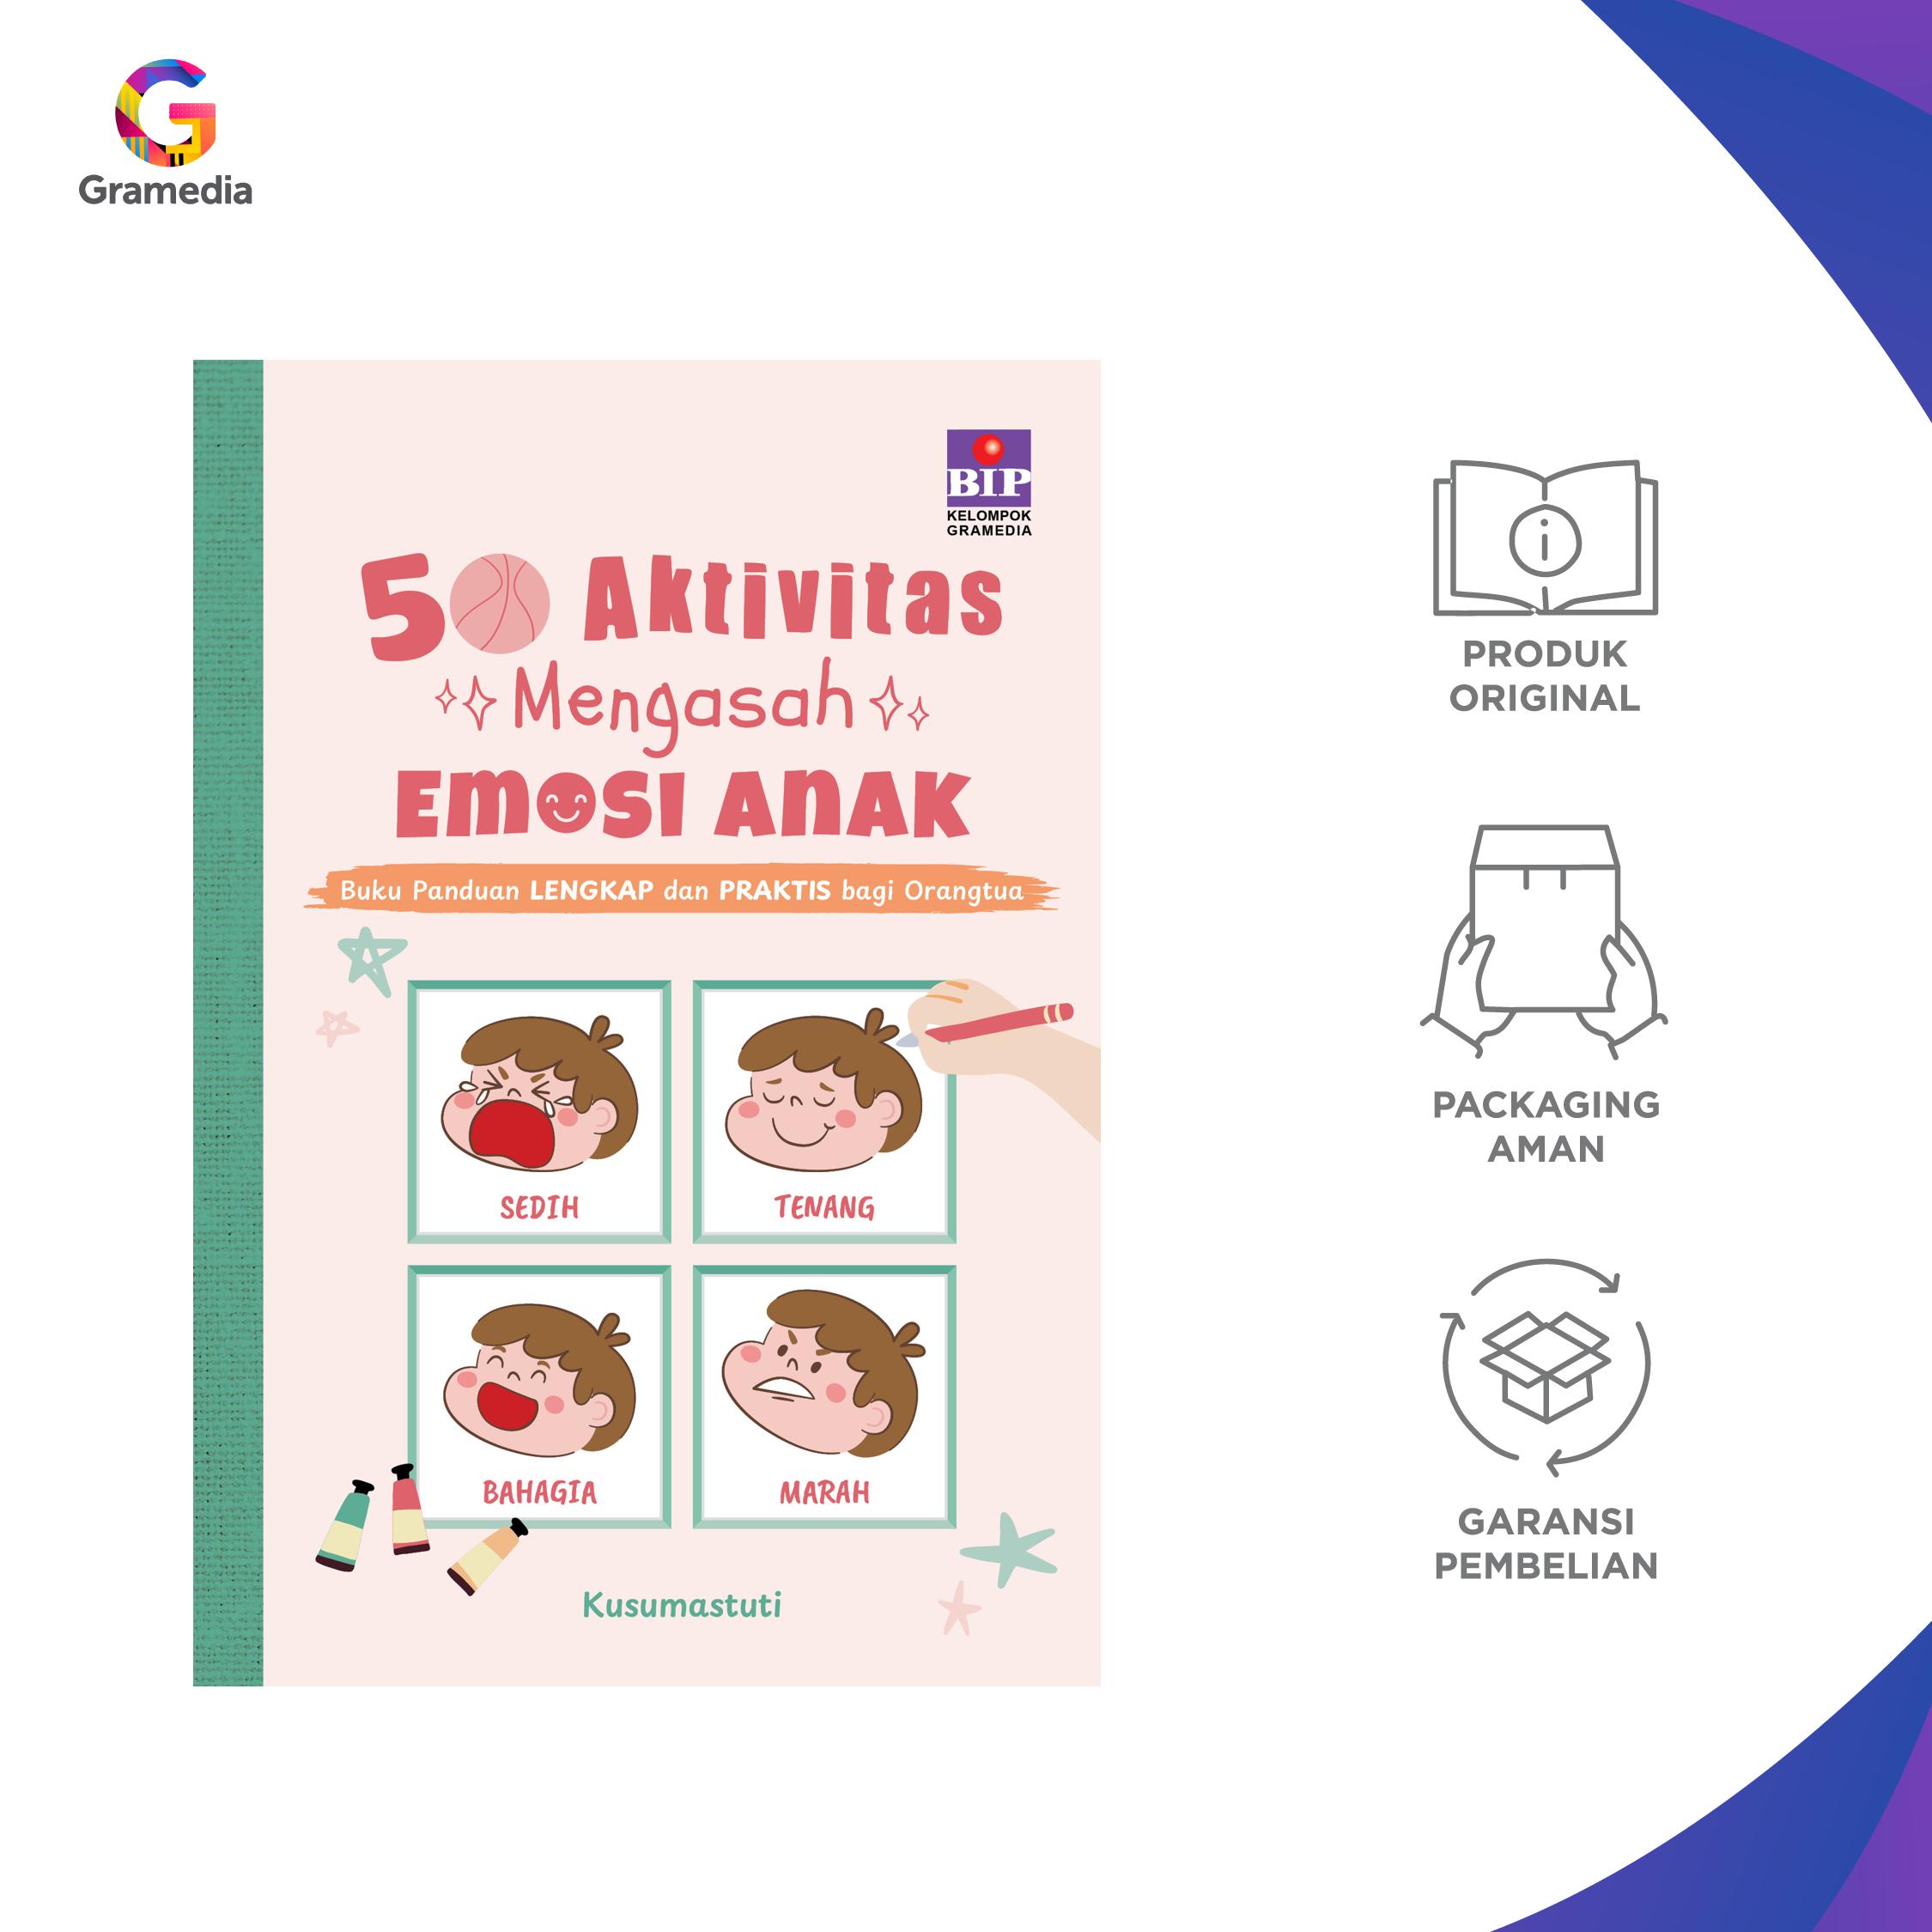 Gramedia
BIP
KELOMPOK
GRAMEDIA
50 Aktivitas
Mengasah
EMOSI ANAK
Buku Panduan LENGKAP dan PRAKTIS bagi Orangtua
SEDIH
TENANG
BAHAGIA
MARAH
Kusumastuti
PRODUK
ORIGINAL
PACKAGING
AMAN
GARANSI
PEMBELIAN